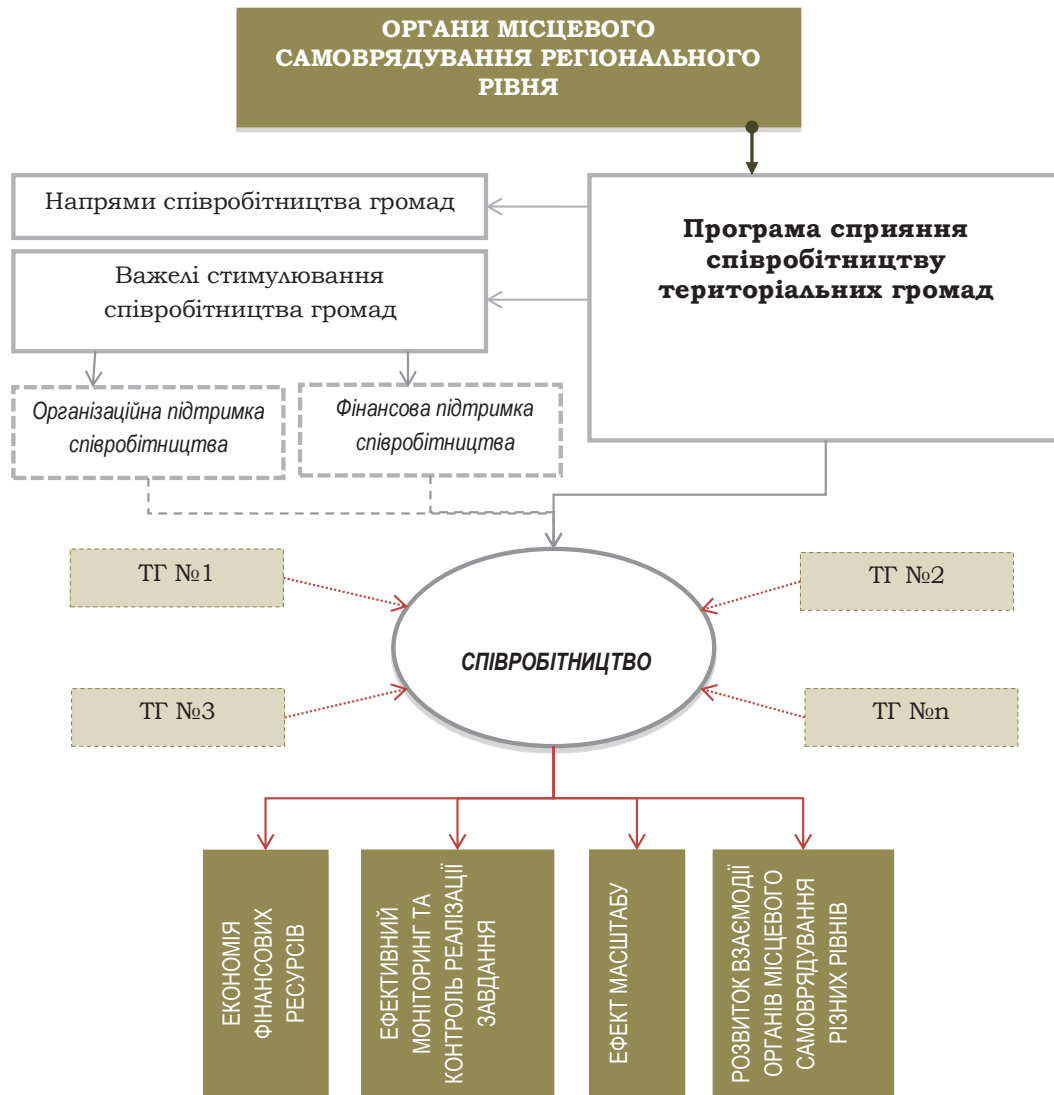 ОРГАНИ МІСЦЕВОГО
САМОВРЯДУВАННЯ РЕГІОНАЛЬНОГО
РІВНЯ
Напрями співробітництва громад
Програма сприяння
співробітництву
територіальних громад
Важелі стимулювання
співробітництва громад
Організаційна підтримка
співробітництва
Фінансова підтримка
співробітництва
ТГ №1
ТГ №2
СПІВРОБІТНИЦТВО
ТГ №3
ТГ №n
ЕКОНОМІЯ
ФІНАНСОВИХ
РЕСУРСІВ
ЕФЕКТИВНИЙ
МОНІТОРИНГ ТА
КОНТРОЛЬ РЕАЛІЗАЦІЇ
ЗАВДАННЯ
ЕФЕКТ МАСШТАБУ
РОЗВИТОК ВЗАЄМОДІЇ
ОРГАНІВ МІСЦЕВОГО
САМОВРЯДУВАННЯ
РІЗНИХ РІВНІВ